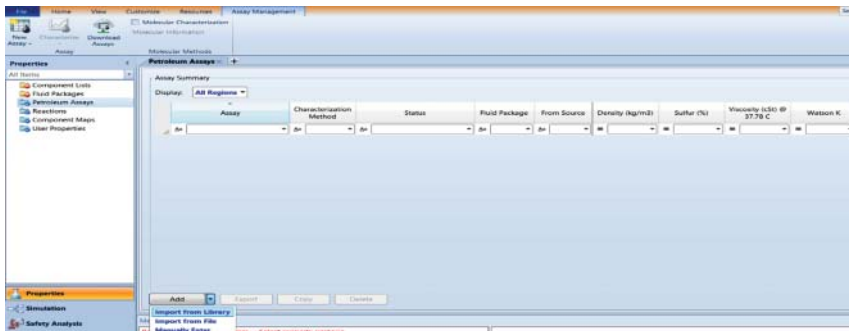 File Home View Customize Resources Assay Management
New Assay Characterize Download Assays
Molecular Characterization
Molecular Information
Assay Molecular Methods
Properties
All Items
Component Lists
Fluid Packages
Petroleum Assays
Reactions
Component Maps
User Properties
Properties
Simulation
Safety Analysis
Petroleum Assays +
Assay Summary
Display: All Regions
Assay Characterization Method Status Fluid Package From Source Density (kg/m3) Sulfur (%) Viscosity (cSt) @ 37.78 C Watson K
Add Export Copy Delete
Import from Library
Import from File
Manually Enter